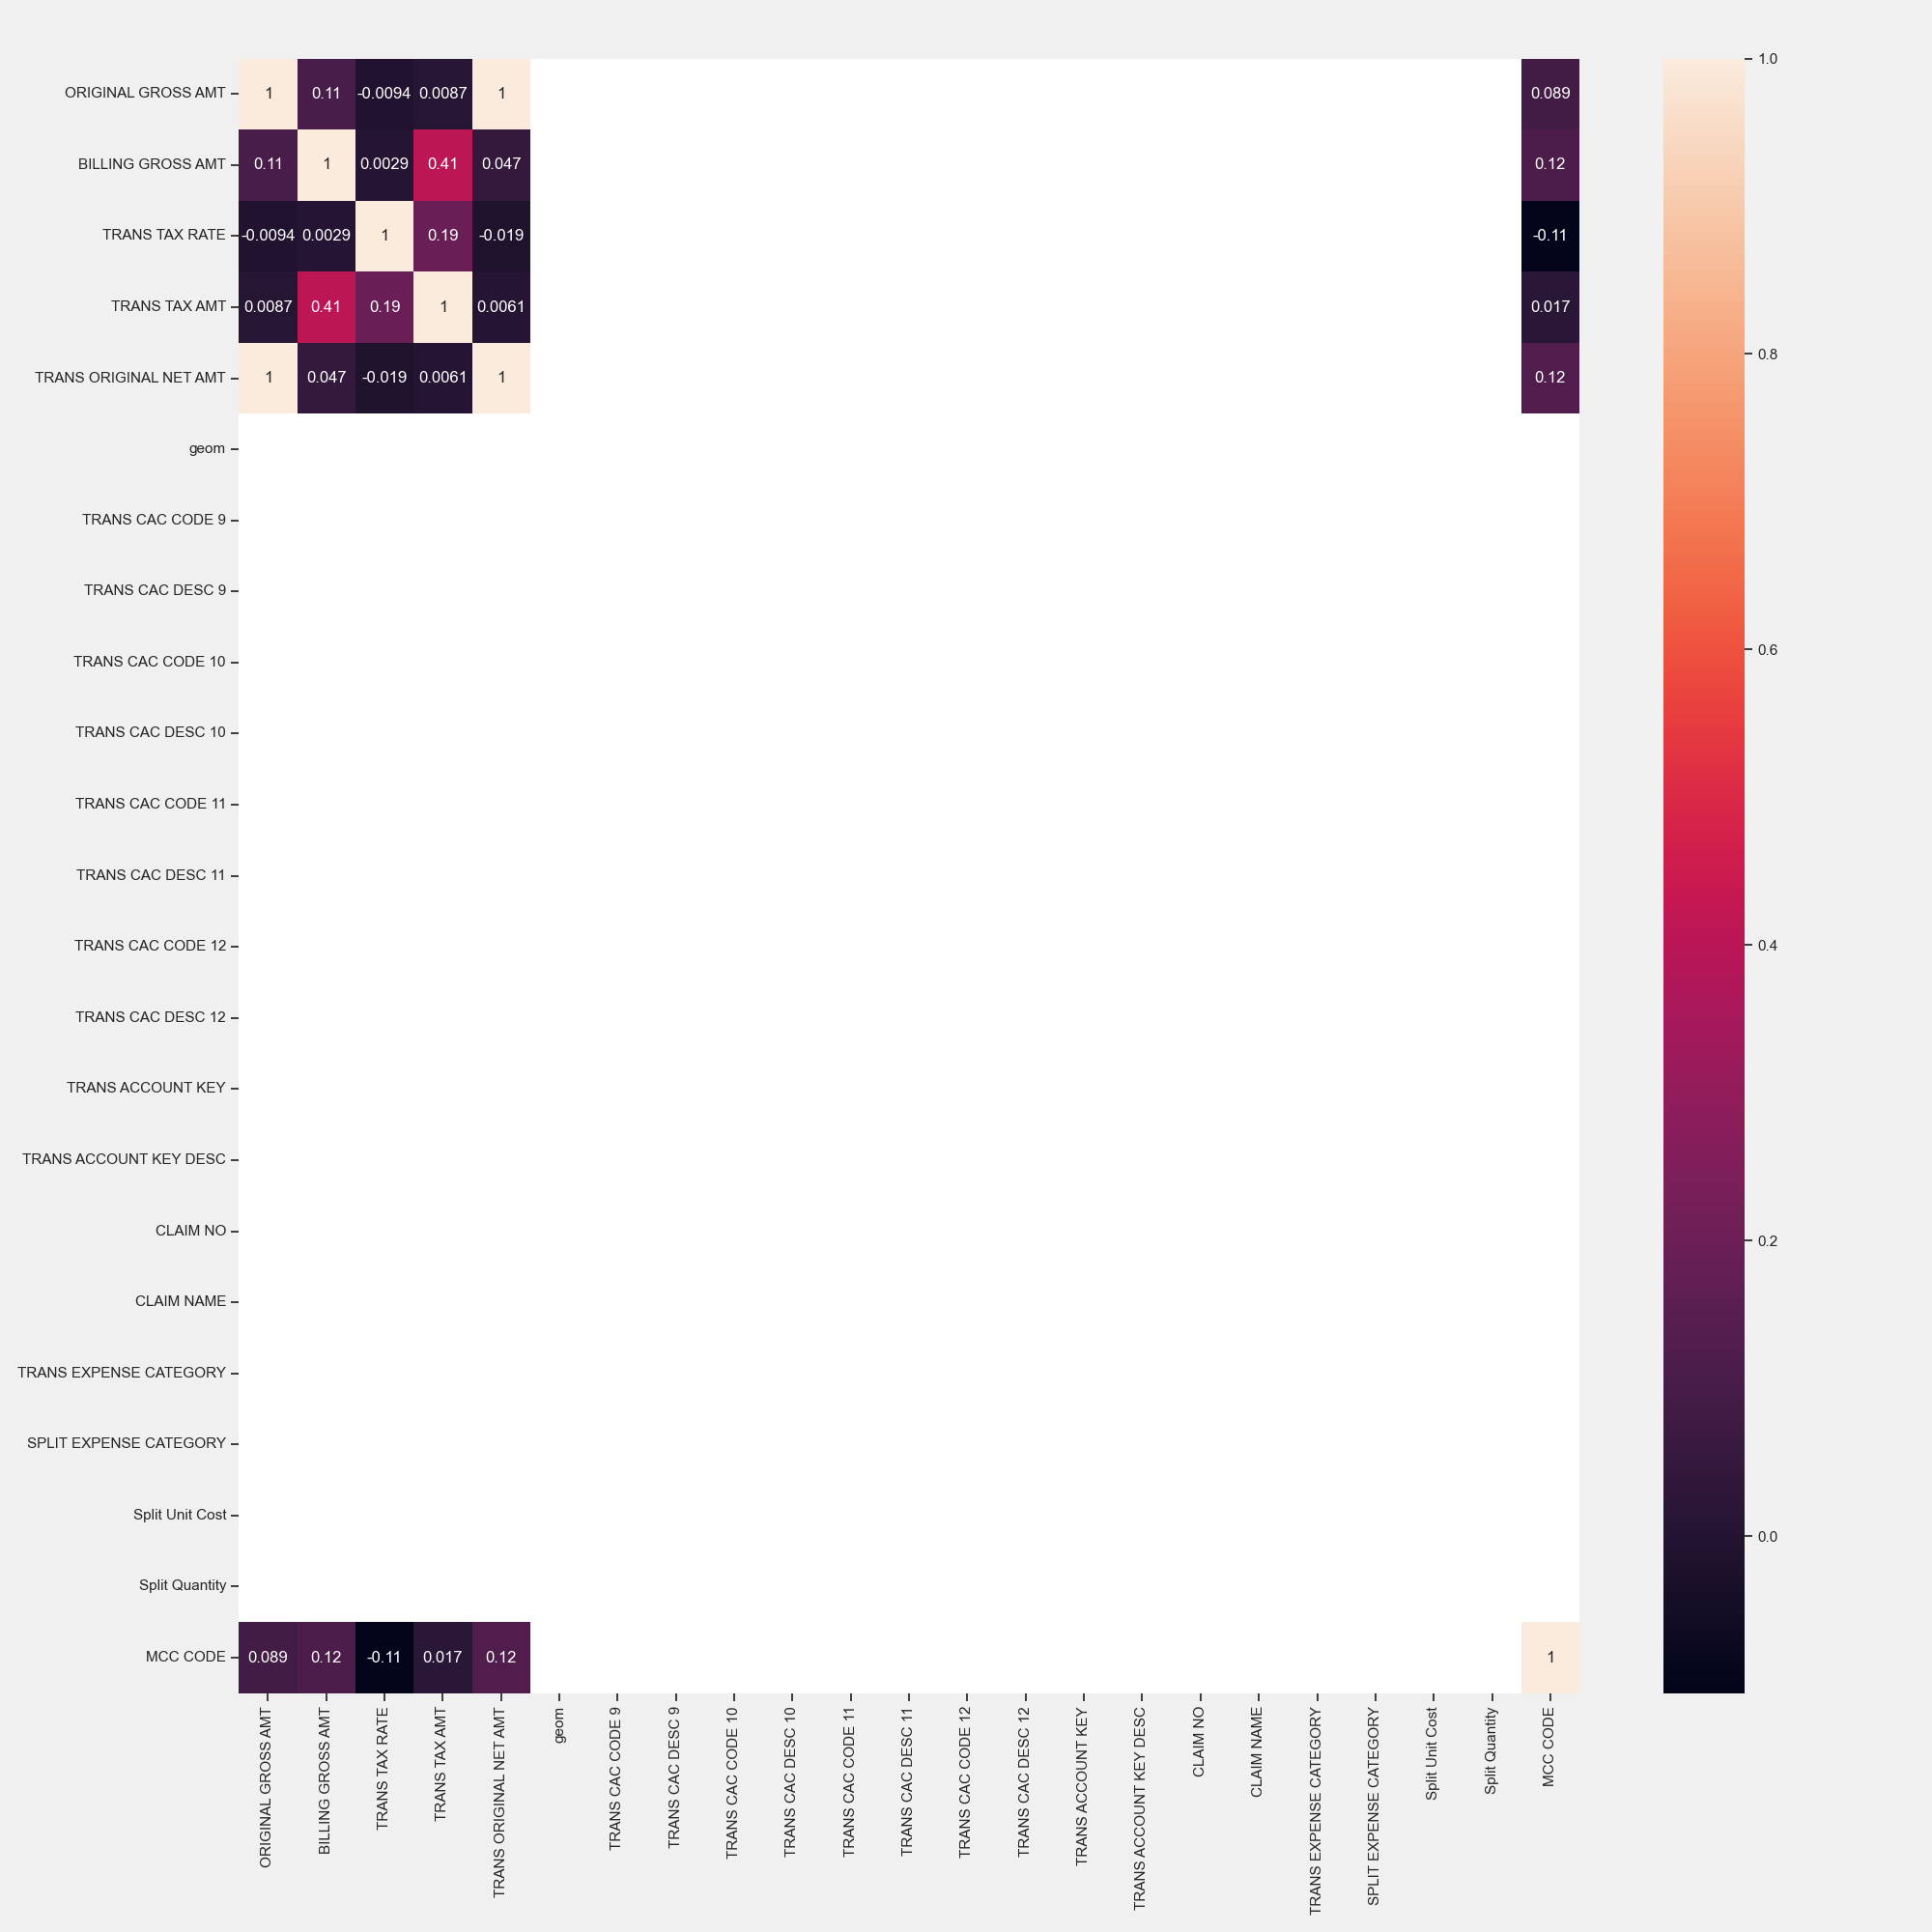 ORIGINAL GROSS AMT 1 0.11 -0.0094 0.0087 1 0.089
BILLING GROSS AMT 0.11 1 0.0029 0.41 0.047 0.12
TRANS TAX RATE -0.0094 0.0029 1 0.19 -0.019 -0.11
TRANS TAX AMT 0.0087 0.41 0.19 1 0.0061 0.017
TRANS ORIGINAL NET AMT 1 0.047 -0.019 0.0061 1 0.12
geom
TRANS CAC CODE 9
TRANS CAC DESC 9
TRANS CAC CODE 10
TRANS CAC DESC 10
TRANS CAC CODE 11
TRANS CAC DESC 11
TRANS CAC CODE 12
TRANS CAC DESC 12
TRANS ACCOUNT KEY
TRANS ACCOUNT KEY DESC
CLAIM NO
CLAIM NAME
TRANS EXPENSE CATEGORY
SPLIT EXPENSE CATEGORY
Split Unit Cost
Split Quantity
MCC CODE 0.089 0.12 -0.11 0.017 0.12 1
ORIGINAL GROSS AMT
BILLING GROSS AMT
TRANS TAX RATE
TRANS TAX AMT
TRANS ORIGINAL NET AMT
geom
TRANS CAC CODE 9
TRANS CAC DESC 9
TRANS CAC CODE 10
TRANS CAC DESC 10
TRANS CAC CODE 11
TRANS CAC DESC 11
TRANS CAC CODE 12
TRANS CAC DESC 12
TRANS ACCOUNT KEY
TRANS ACCOUNT KEY DESC
CLAIM NO
CLAIM NAME
TRANS EXPENSE CATEGORY
SPLIT EXPENSE CATEGORY
Split Unit Cost
Split Quantity
MCC CODE
1.0
0.8
0.6
0.4
0.2
0.0